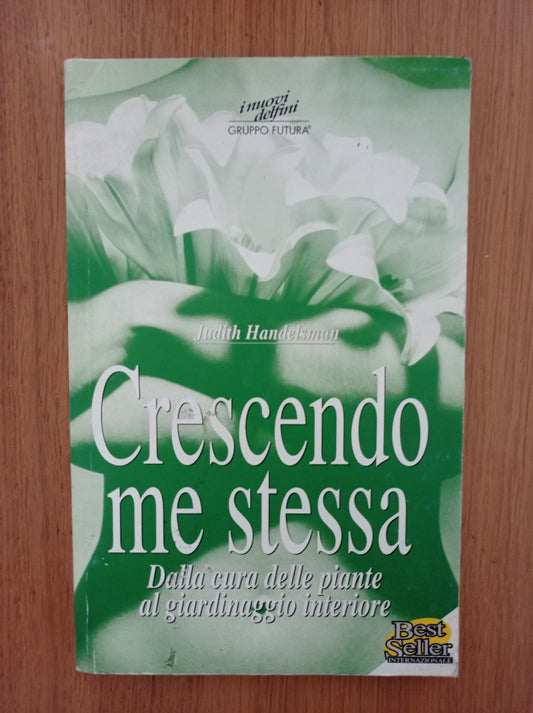 i nuovi
delfini
GRUPPO FUTURA®
Judith Handelsman
Crescendo
me stessa
Dalla cura delle piante
al giardinaggio interiore
Best
Seller
INTERNAZIONALE